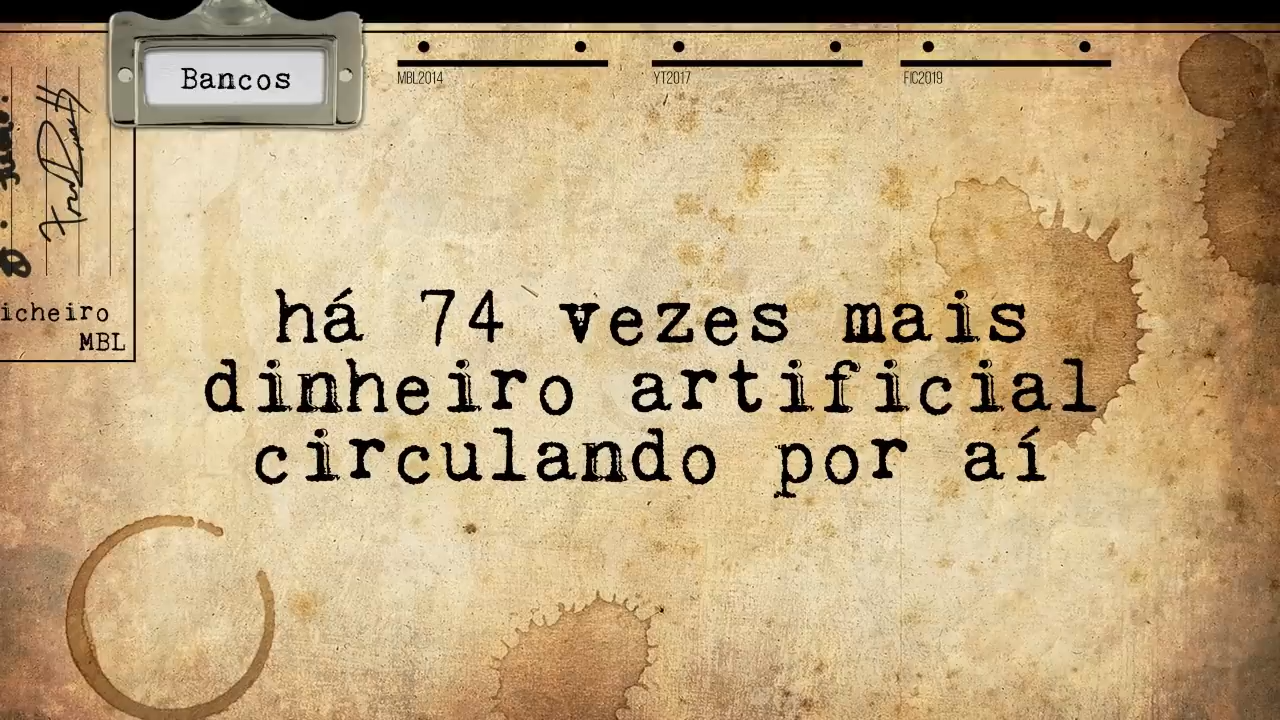 Bancos
MBL2014
YT2017
FIC2019
icheiro
MBL
há 74 vezes mais
dinheiro artificial
circulando por aí